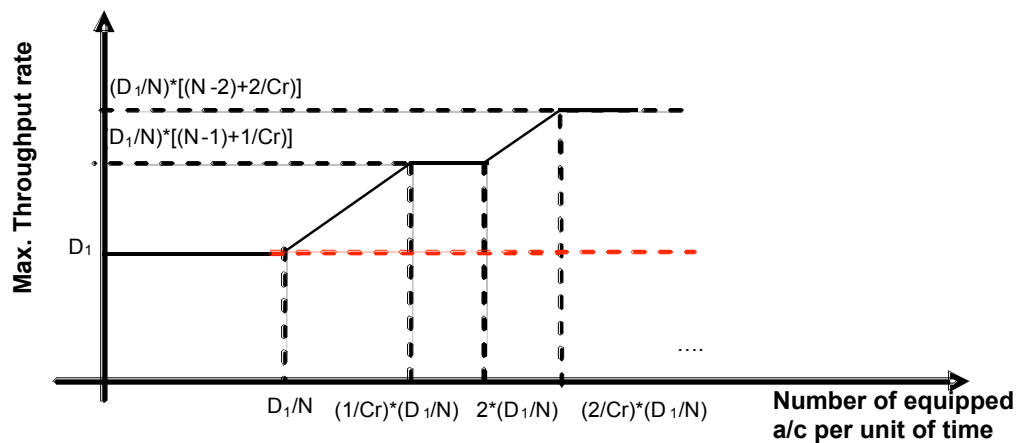 (D1/N)*[(N-2)+2/Cr)]
(D1/N)*[(N-1)+1/Cr)]
Max. Throughput rate
D1
....
D1/N
(1/Cr)*(D1/N)
2*(D1/N)
(2/Cr)*(D1/N)
Number of equipped
a/c per unit of time